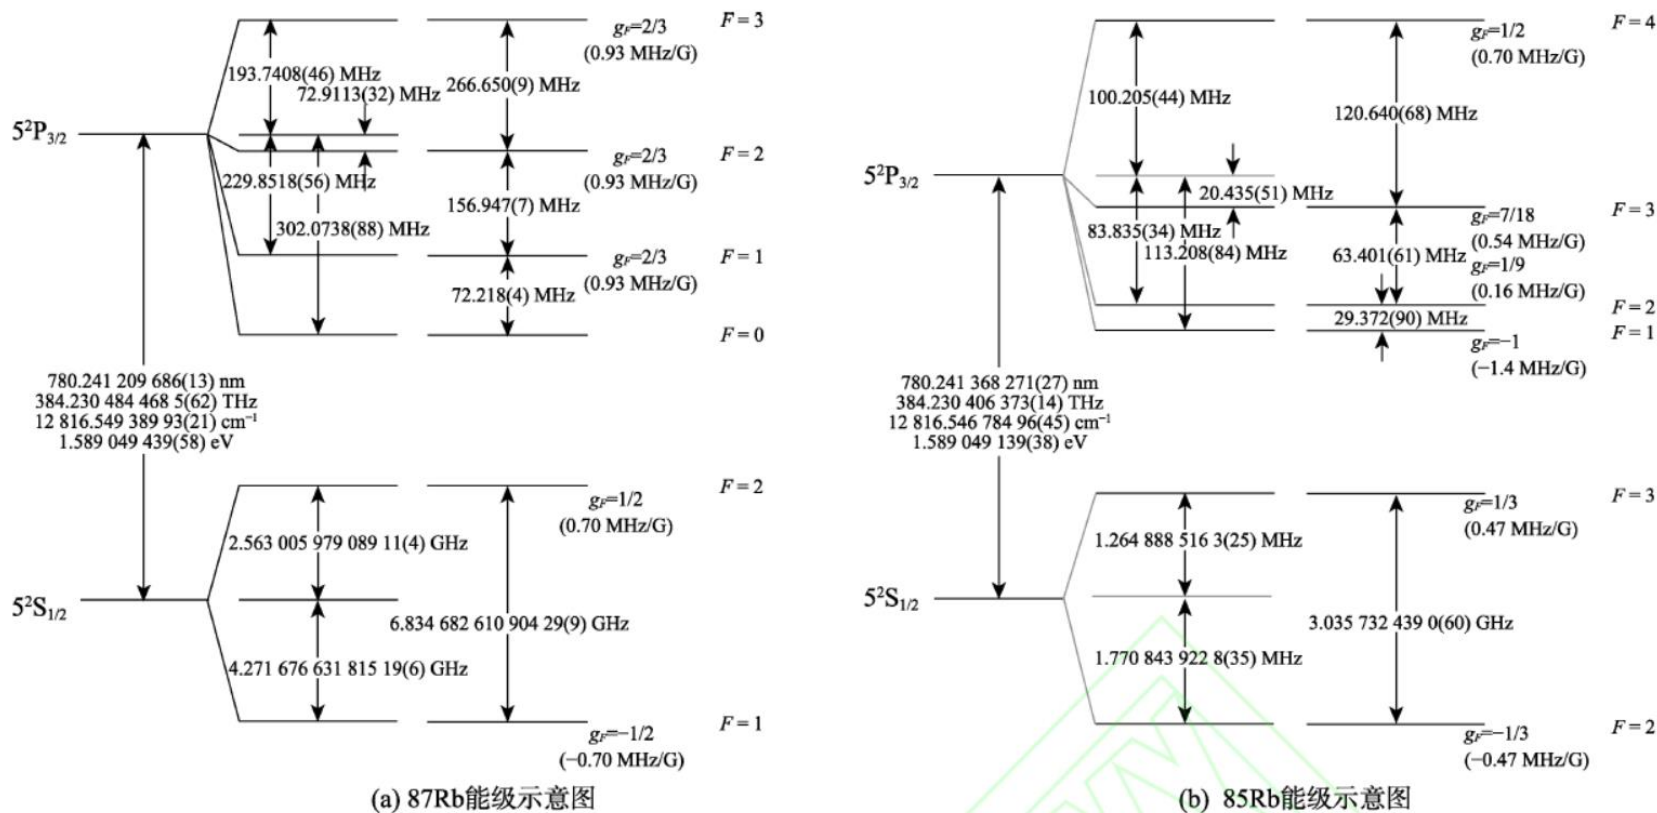 F = 3
gF=2/3
(0.93 MHz/G)
193.7408(46) MHz
72.9113(32) MHz
266.650(9) MHz
5²P3/2
F = 2
gF=2/3
(0.93 MHz/G)
229.8518(56) MHz
156.947(7) MHz
302.0738(88) MHz
F = 1
gF=2/3
(0.93 MHz/G)
72.218(4) MHz
F = 0
780.241 209 686(13) nm
384.230 484 468 5(62) THz
12 816.549 389 93(21) cm⁻¹
1.589 049 439(58) eV
F = 2
gF=1/2
(0.70 MHz/G)
2.563 005 979 089 11(4) GHz
5²S1/2
6.834 682 610 904 29(9) GHz
4.271 676 631 815 19(6) GHz
F = 1
gF=−1/2
(−0.70 MHz/G)
(a) 87Rb能级示意图
F = 4
gF=1/2
(0.70 MHz/G)
100.205(44) MHz
120.640(68) MHz
5²P3/2
20.435(51) MHz
F = 3
gF=7/18
(0.54 MHz/G)
83.835(34) MHz
113.208(84) MHz
63.401(61) MHz
gF=1/9
(0.16 MHz/G)
F = 2
29.372(90) MHz
F = 1
gF=−1
(−1.4 MHz/G)
780.241 368 271(27) nm
384.230 406 373(14) THz
12 816.546 784 96(45) cm⁻¹
1.589 049 139(38) eV
F = 3
gF=1/3
(0.47 MHz/G)
1.264 888 516 3(25) MHz
5²S1/2
3.035 732 439 0(60) GHz
1.770 843 922 8(35) MHz
F = 2
gF=−1/3
(−0.47 MHz/G)
(b) 85Rb能级示意图